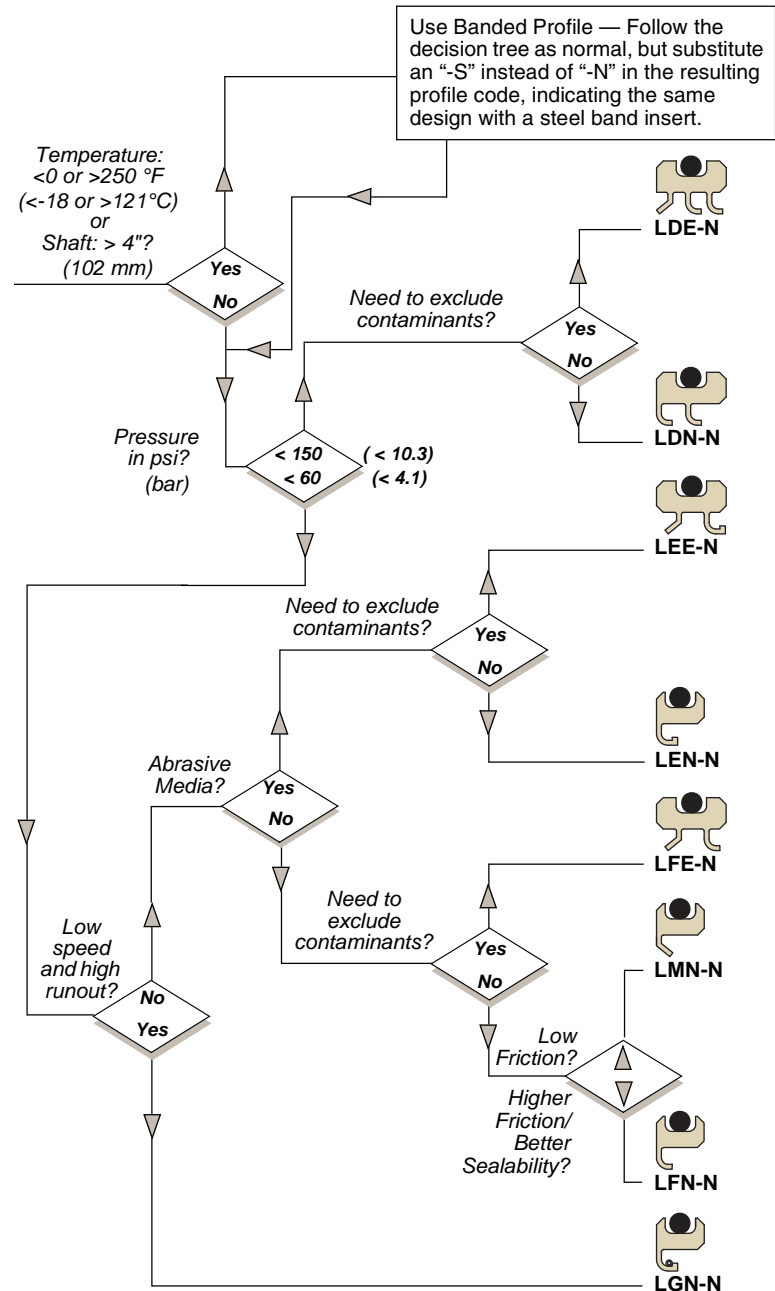 Use Banded Profile — Follow the
decision tree as normal, but substitute
an “-S” instead of “-N” in the resulting
profile code, indicating the same
design with a steel band insert.
Temperature:
<0 or >250 °F
(<-18 or >121°C)
or
Shaft: > 4"?
(102 mm)
Yes
No
LDE-N
Need to exclude
contaminants?
Yes
No
Pressure
in psi?
(bar)
< 150 (< 10.3)
< 60 (< 4.1)
LDN-N
LEE-N
Need to exclude
contaminants?
Yes
No
LEN-N
Abrasive
Media?
Yes
No
LFE-N
Need to
exclude
contaminants?
Yes
No
Low
speed
and high
runout?
No
Yes
LMN-N
Low
Friction?
Higher
Friction/
Better
Sealability?
LFN-N
LGN-N